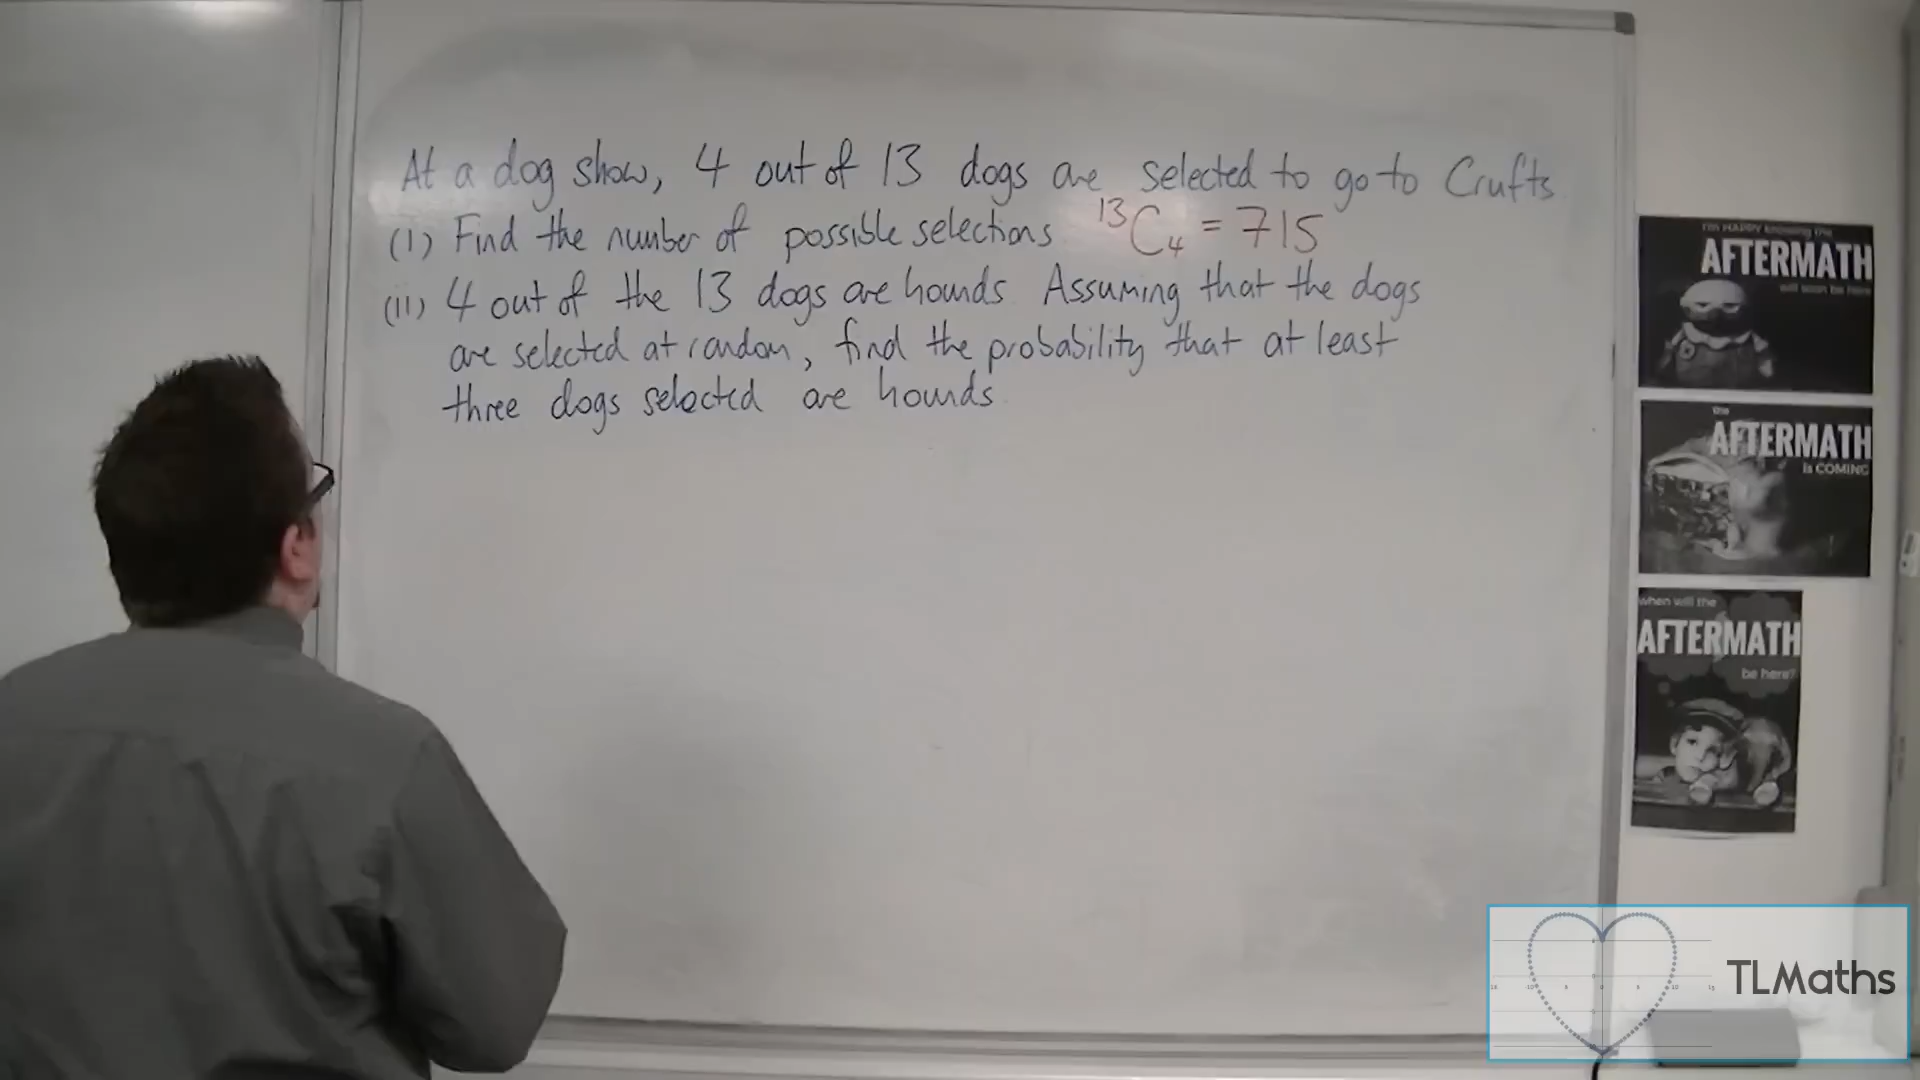 At a dog show, 4 out of 13 dogs are selected to go to Crufts
(i) Find the number of possible selections ¹³C₄ = 715
(ii) 4 out of the 13 dogs are hounds Assuming that the dogs
are selected at random, find the probability that at least
three dogs selected are hounds
I'm HAPPY knowing the
AFTERMATH
will soon be here
the
AFTERMATH
is COMING
when will the
AFTERMATH
be here?
TLMaths